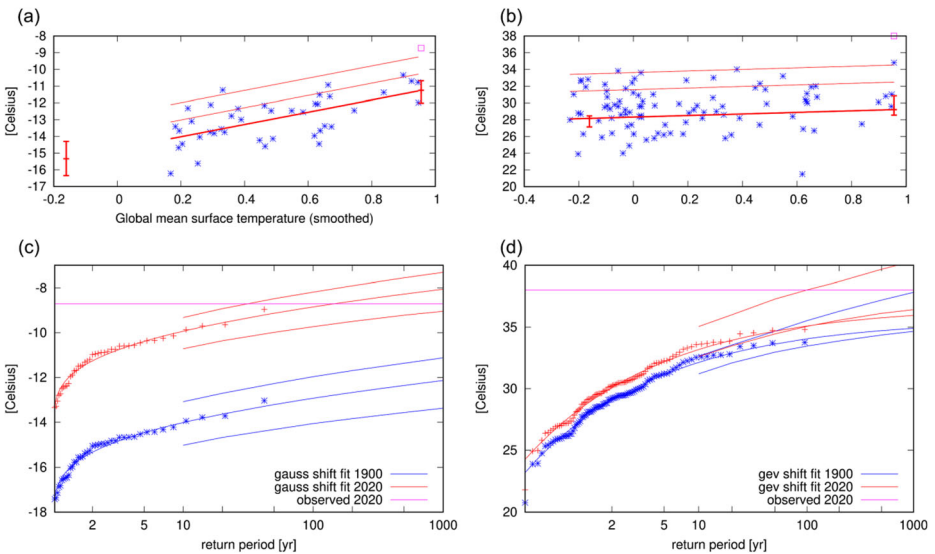 (a)
-8
-9
-10
-11
-12
-13
-14
-15
-16
-17
[Celsius]
-0.2 0 0.2 0.4 0.6 0.8 1
Global mean surface temperature (smoothed)
(b)
38
36
34
32
30
28
26
24
22
20
[Celsius]
-0.4 -0.2 0 0.2 0.4 0.6 0.8 1
(c)
-8
-10
-12
-14
-16
-18
[Celsius]
gauss shift fit 1900
gauss shift fit 2020
observed 2020
2 5 10 100 1000
return period [yr]
(d)
40
35
30
25
20
[Celsius]
gev shift fit 1900
gev shift fit 2020
observed 2020
2 5 10 100 1000
return period [yr]